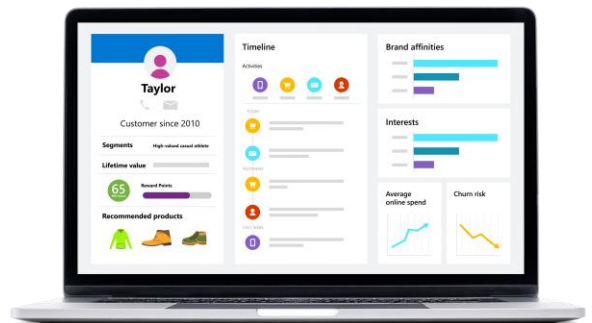 Taylor
Customer since 2010
Segments
High-valued casual athlete
Lifetime value
65
Reward Points
Recommended products
Timeline
Activities
Brand affinities
Interests
Average
online spend
Churn risk